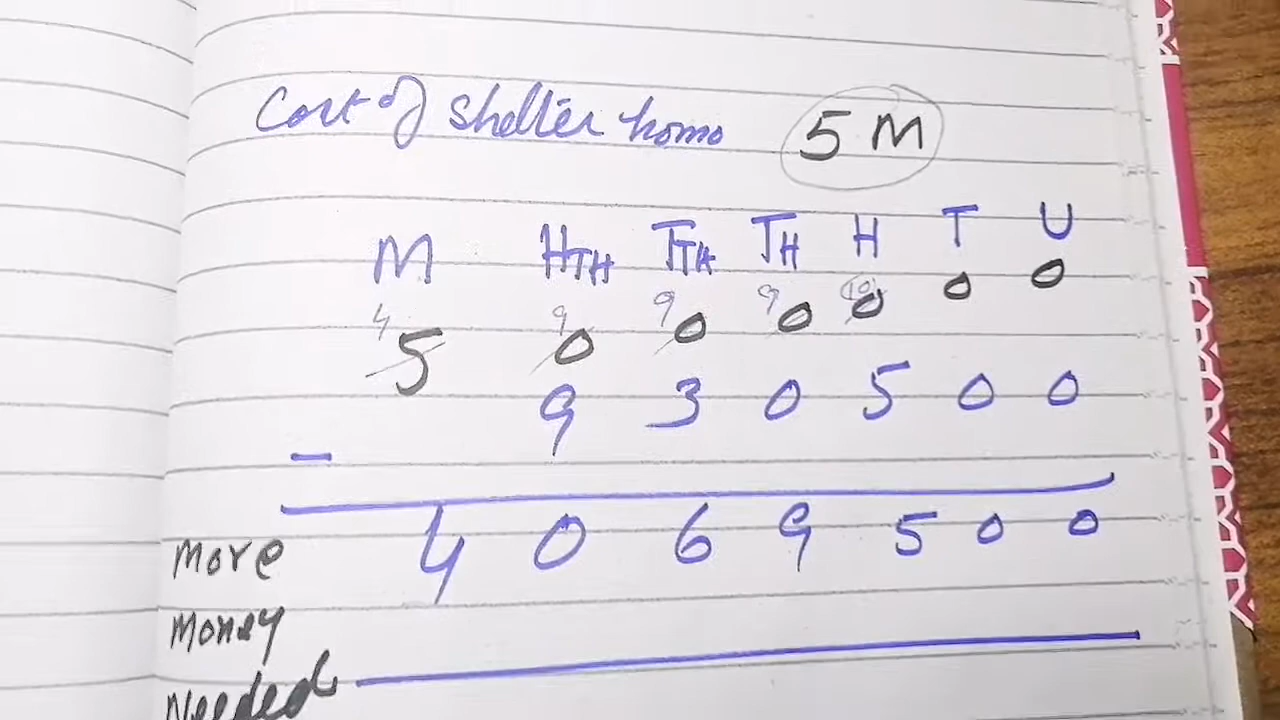 Cost of Shelter home 5 M
M HTH TTH TH H T U
4 9 9 9 10
5 0 0 0 0 0 0
9 3 0 5 0 0
-
More 4 0 6 9 5 0 0
Money
Needed